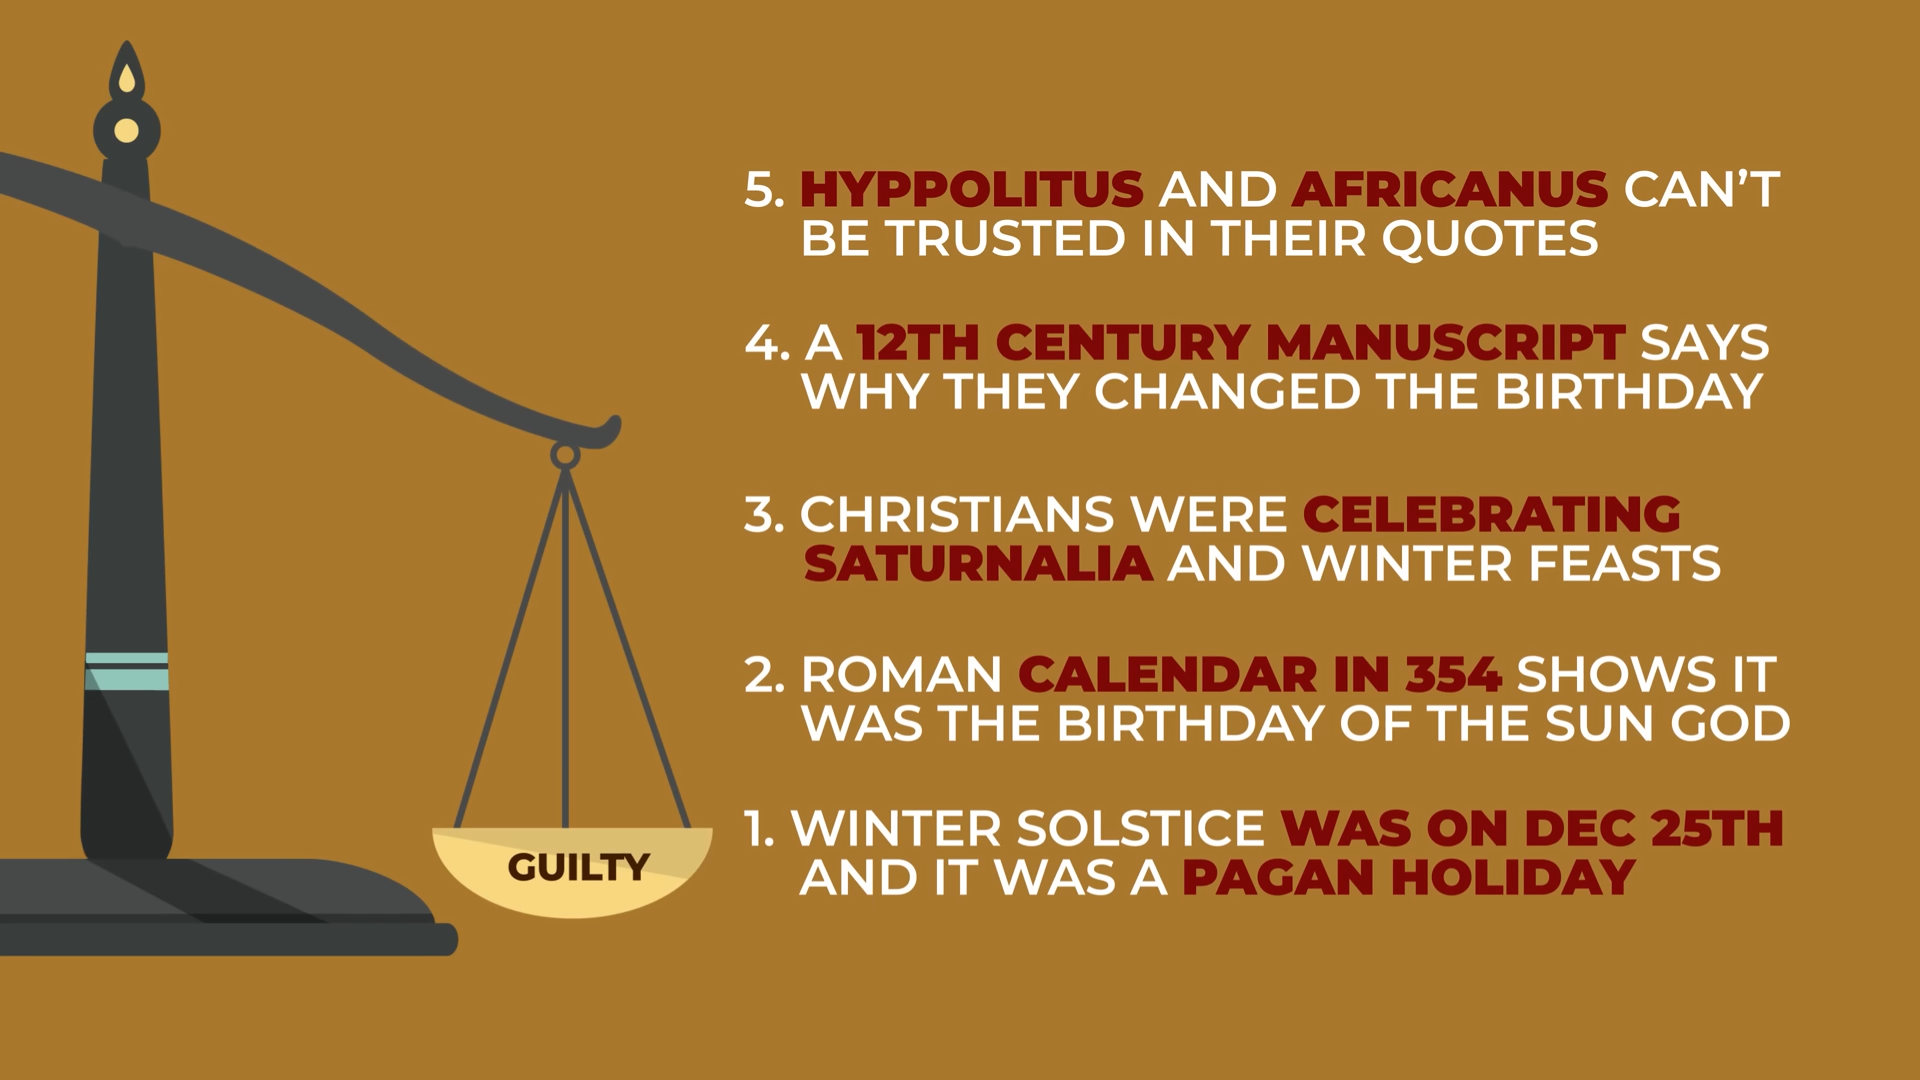 5. HYPPOLITUS AND AFRICANUS CAN'T
BE TRUSTED IN THEIR QUOTES
4. A 12TH CENTURY MANUSCRIPT SAYS
WHY THEY CHANGED THE BIRTHDAY
3. CHRISTIANS WERE CELEBRATING
SATURNALIA AND WINTER FEASTS
2. ROMAN CALENDAR IN 354 SHOWS IT
WAS THE BIRTHDAY OF THE SUN GOD
1. WINTER SOLSTICE WAS ON DEC 25TH
AND IT WAS A PAGAN HOLIDAY
GUILTY